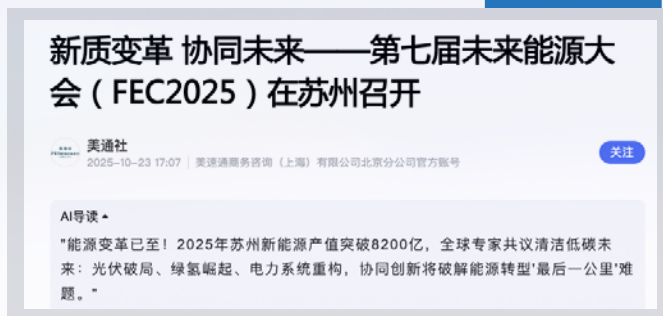 新质变革 协同未来——第七届未来能源大
会（FEC2025）在苏州召开
美通社
2025-10-23 17:07 | 美速通商务咨询（上海）有限公司北京分公司官方账号
关注
AI导读
"能源变革已至！2025年苏州新能源产值突破8200亿，全球专家共议清洁低碳未
来：光伏破局、绿氢崛起、电力系统重构，协同创新将破解能源转型'最后一公里'难
题。"